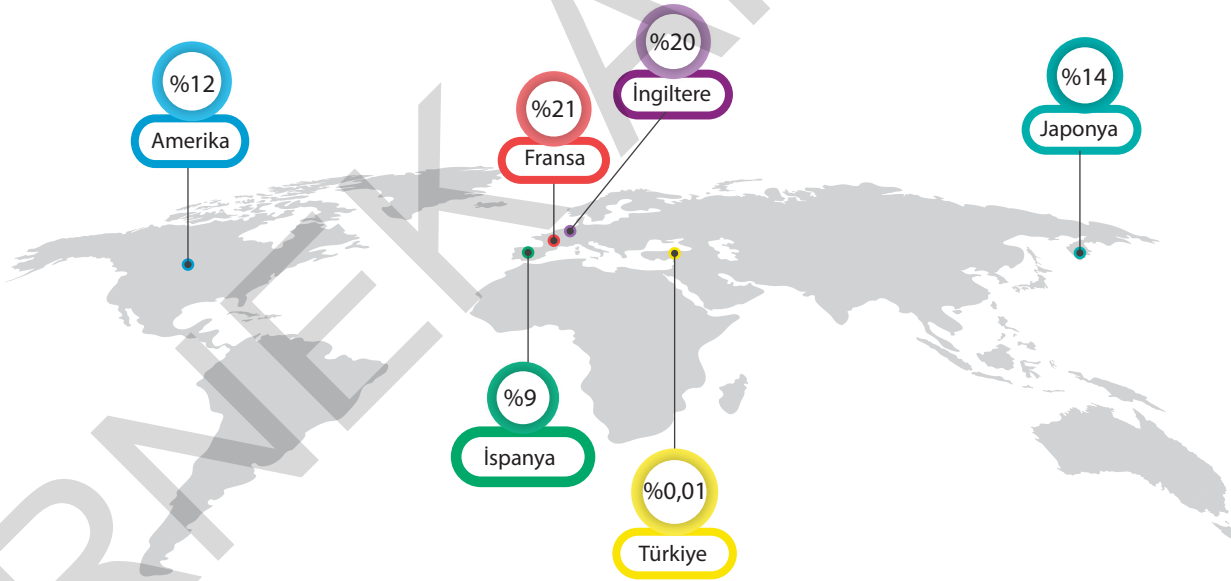 %12
Amerika
%21
Fransa
%20
İngiltere
%14
Japonya
%9
İspanya
%0,01
Türkiye